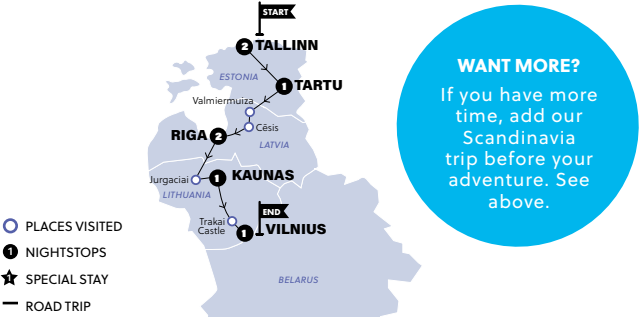 START
2 TALLINN
ESTONIA
1 TARTU
Valmiermuiza
Cēsis
RIGA 2
LATVIA
Jurgaciai
1 KAUNAS
LITHUANIA
END
Trakai
Castle
1 VILNIUS
BELARUS
PLACES VISITED
1 NIGHTSTOPS
1 SPECIAL STAY
ROAD TRIP
WANT MORE?
If you have more
time, add our
Scandinavia
trip before your
adventure. See
above.